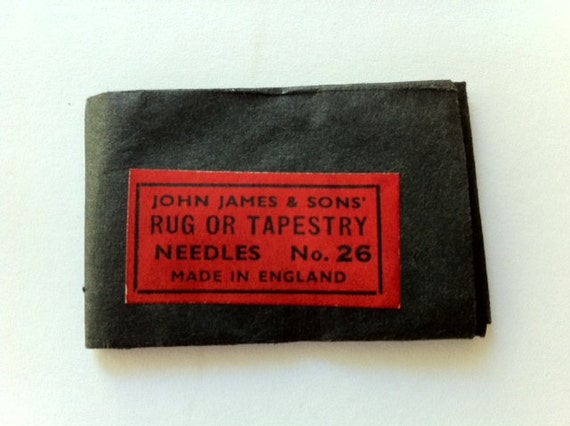 JOHN JAMES & SONS'
RUG OR TAPESTRY
NEEDLES No. 26
MADE IN ENGLAND